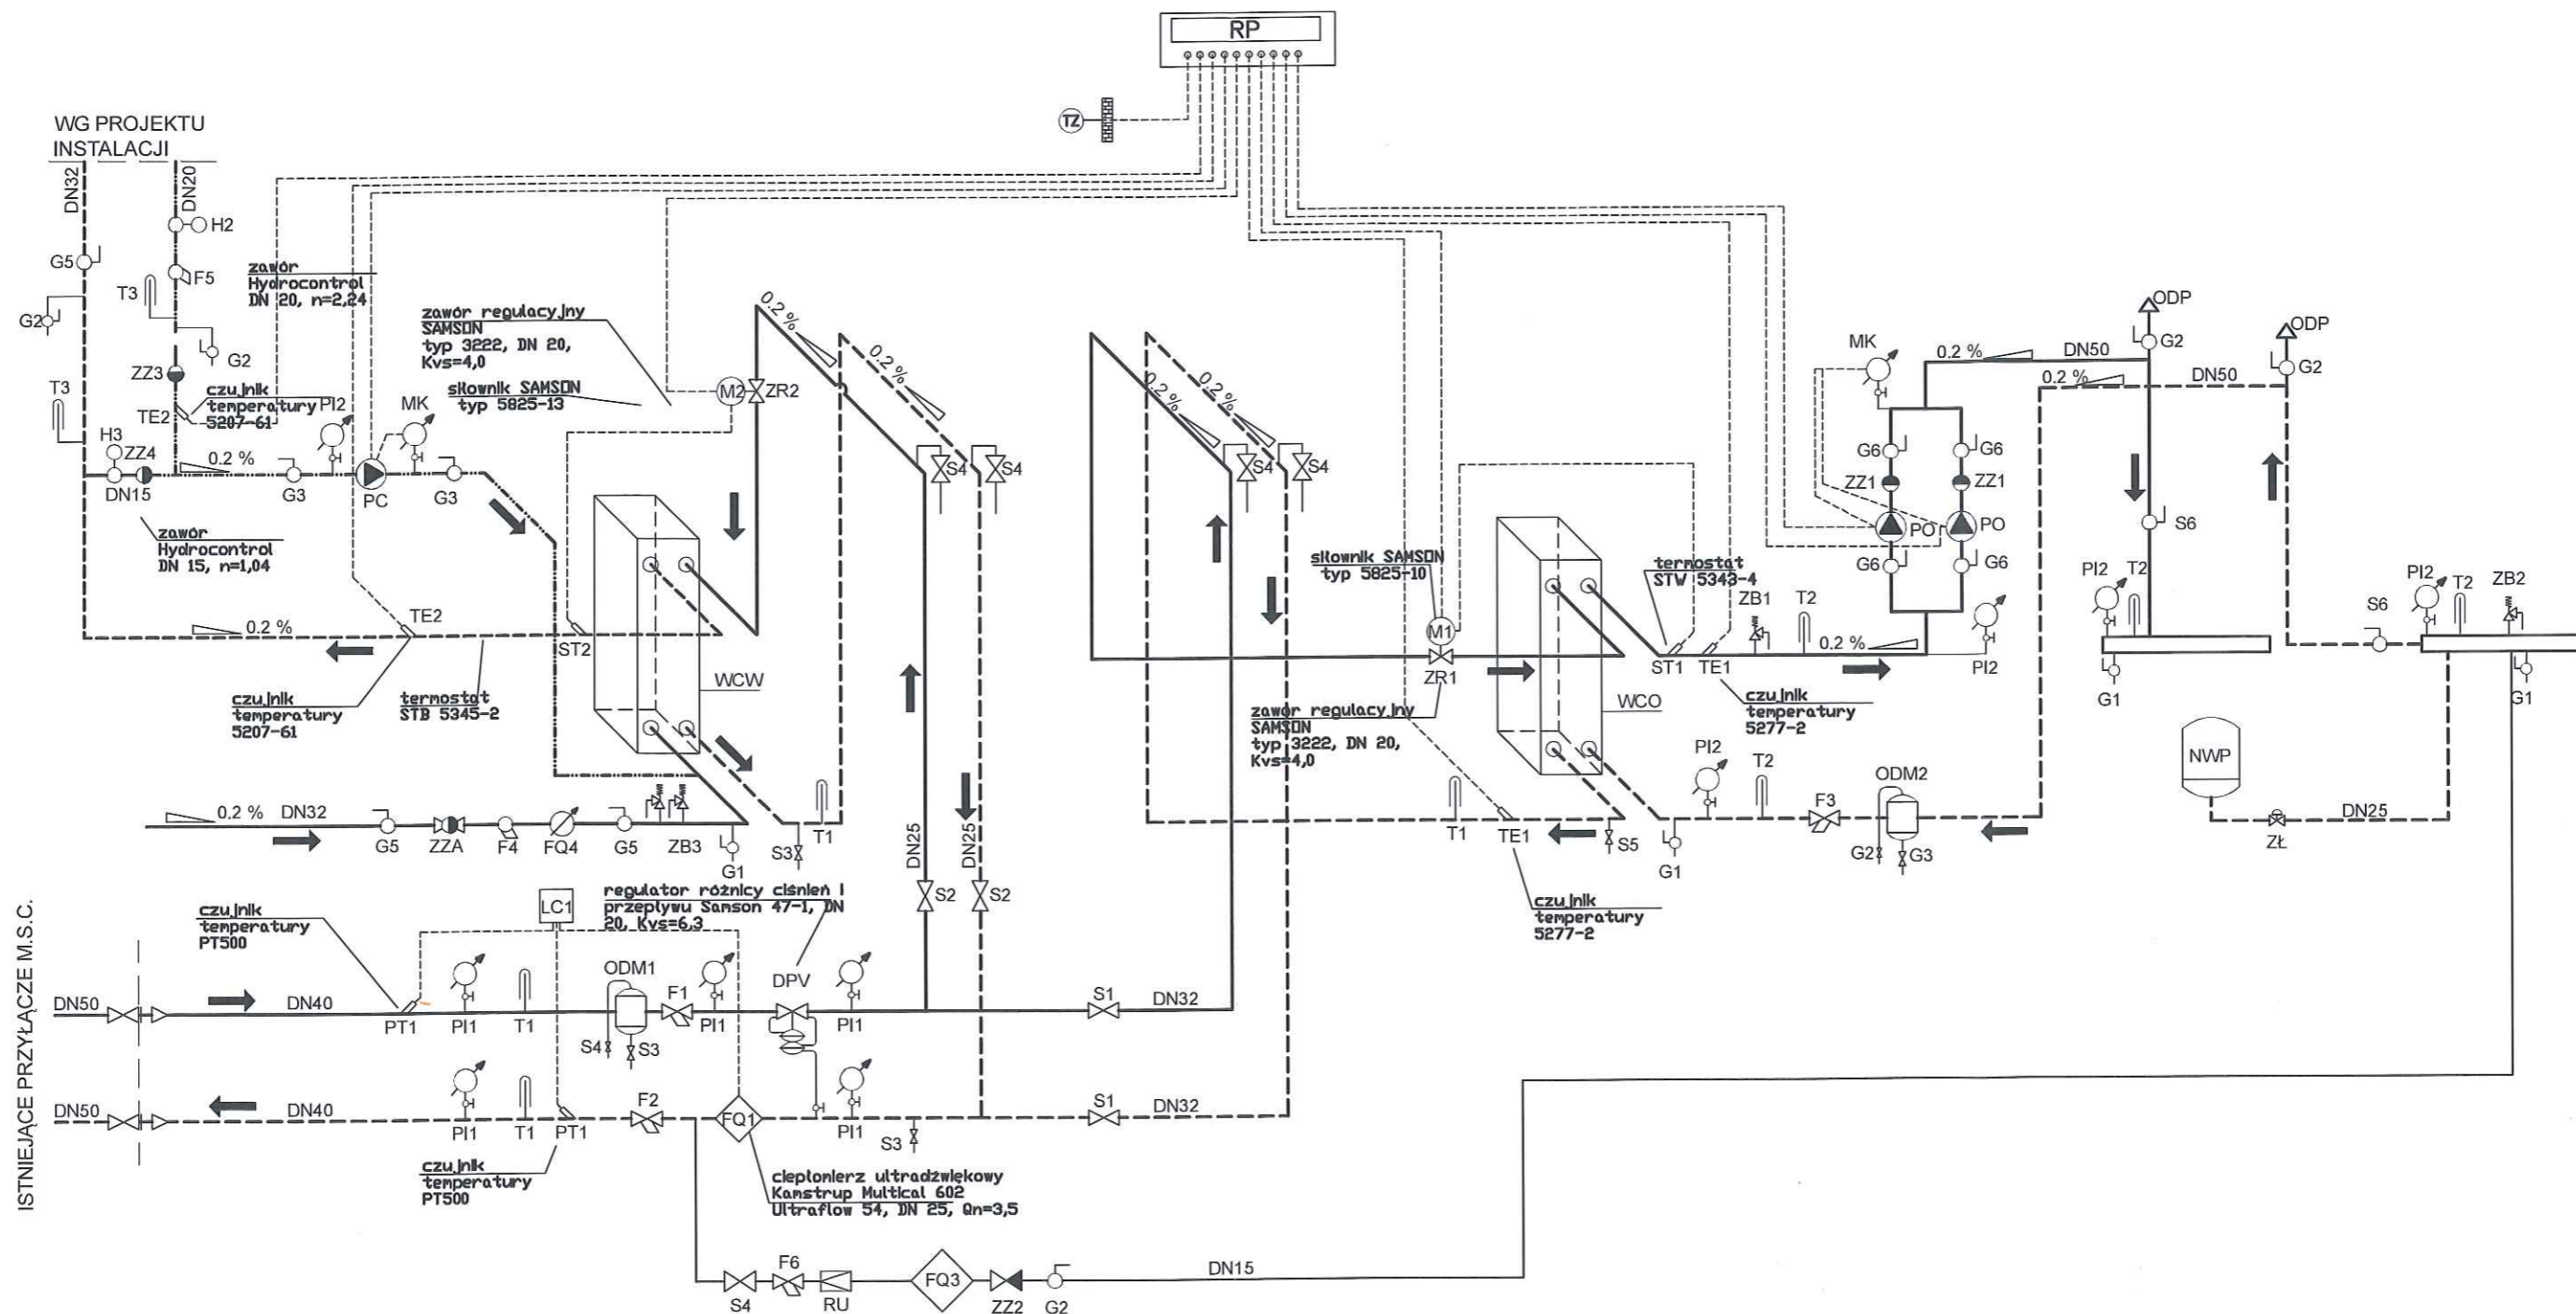 RP
TZ
WG PROJEKTU
INSTALACJI
DN32
DN20
H2
G5
F5
T3
G2
G2
zawór
Hydrocontrol
DN 20, n=2,24
ZZ3
T3
TE2
czujnik
temperatury
5207-61
PI2
MK
H3
ZZ4
0.2 %
DN15
G3
PC
G3
zawór
Hydrocontrol
DN 15, n=1,04
zawór regulacyjny
SAMSON
typ 3222, DN 20,
Kvs=4,0
siłownik SAMSON
typ 5825-13
M2
ZR2
0.2 %
0.2 %
S4
S4
0.2 %
0.2 %
S4
S4
ODP
ODP
G2
G2
MK
0.2 %
DN50
0.2 %
DN50
G6
G6
ZZ1
ZZ1
PO
PO
G6
G6
S6
siłownik SAMSON
typ 5825-10
termostat
STW 5343-4
M1
ZR1
ZB1
T2
0.2 %
ST1
TE1
PI2
PI2
T2
S6
PI2
T2
ZB2
G1
G1
TE2
0.2 %
ST2
WCW
czujnik
temperatury
5207-61
termostat
STB 5345-2
zawór regulacyjny
SAMSON
typ 3222, DN 20,
Kvs=4,0
WCO
czujnik
temperatury
5277-2
NWP
PI2
T2
ODM2
F3
DN25
ZŁ
G2
G3
G1
S5
T1
TE1
czujnik
temperatury
5277-2
0.2 %
DN32
G5
ZZA
F4
FQ4
G5
ZB3
G1
S3
T1
DN25
DN25
S2
S2
ISTNIEJĄCE PRZYŁĄCZE M.S.C.
czujnik
temperatury
PT500
LC1
regulator różnicy ciśnień i
przepływu Samson 47-1, DN
20, Kvs=6,3
DN50
DN40
PT1
PI1
T1
ODM1
S4
S3
F1
PI1
DPV
PI1
S1
DN32
DN50
DN40
PI1
T1
PT1
F2
FQ1
PI1
S3
S1
DN32
czujnik
temperatury
PT500
ciepłomierz ultradźwiękowy
Kamstrup Multical 602
Ultraflow 54, DN 25, Qn=3,5
S4
F6
RU
FQ3
ZZ2
G2
DN15